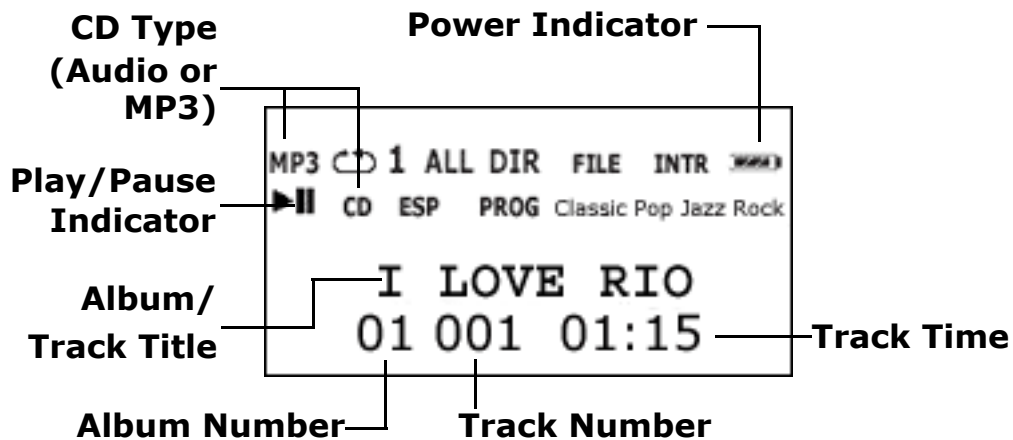 CD Type
(Audio or
MP3)
Power Indicator
MP3 1 ALL DIR FILE INTR
Play/Pause
Indicator
CD ESP PROG Classic Pop Jazz Rock
Album/
Track Title
I LOVE RIO
01 001 01:15
Track Time
Album Number
Track Number